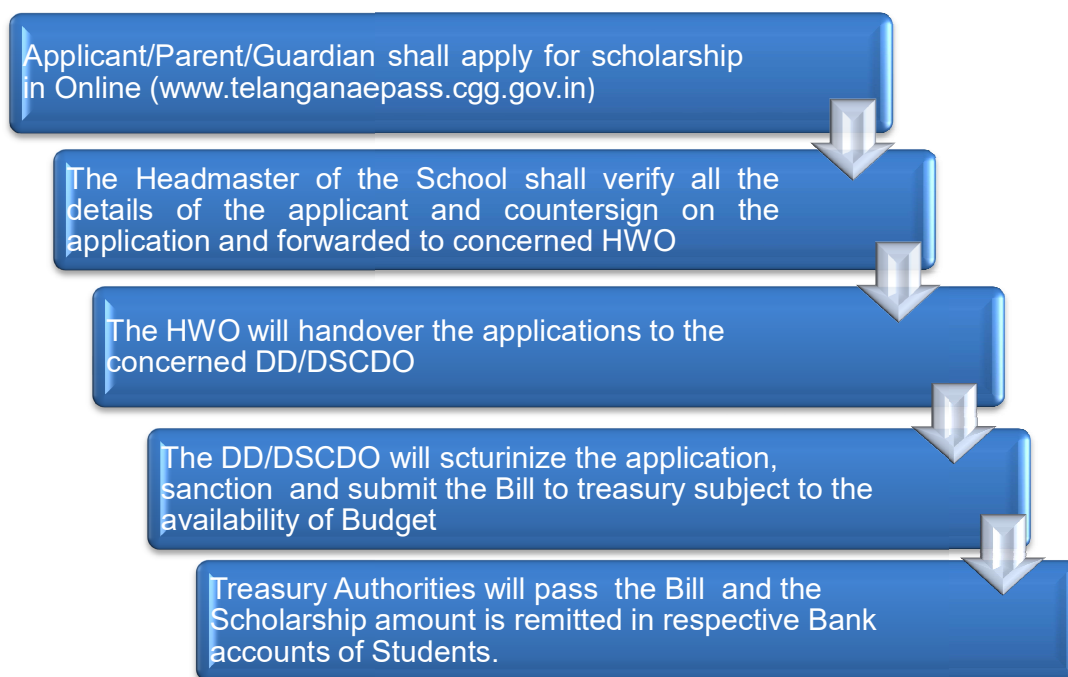 Applicant/Parent/Guardian shall apply for scholarship
in Online (www.telanganaepass.cgg.gov.in)
The Headmaster of the School shall verify all the
details of the applicant and countersign on the
application and forwarded to concerned HWO
The HWO will handover the applications to the
concerned DD/DSCDO
The DD/DSCDO will scturinize the application,
sanction and submit the Bill to treasury subject to the
availability of Budget
Treasury Authorities will pass the Bill and the
Scholarship amount is remitted in respective Bank
accounts of Students.